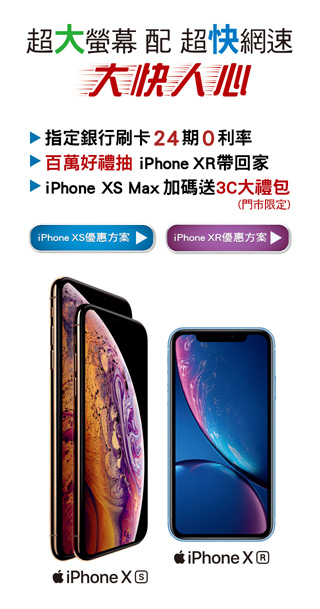 超大螢幕 配 超快網速
大快人心
▶ 指定銀行刷卡24期0利率
▶ 百萬好禮抽 iPhone XR帶回家
▶ iPhone XS Max 加碼送3C大禮包
(門市限定)
iPhone XS優惠方案 ▶ iPhone XR優惠方案 ▶
iPhone XR
iPhone XS